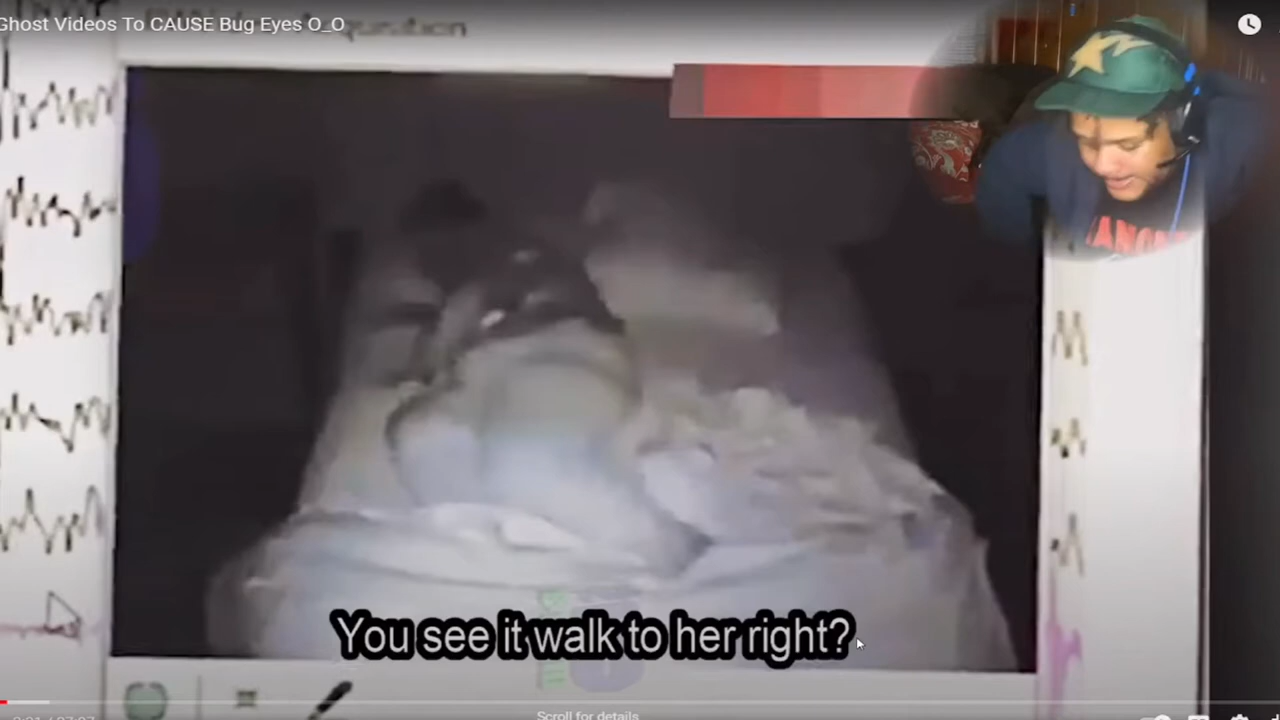 Ghost Videos To CAUSE Bug Eyes O_O
You see it walk to her right?
Scroll for details